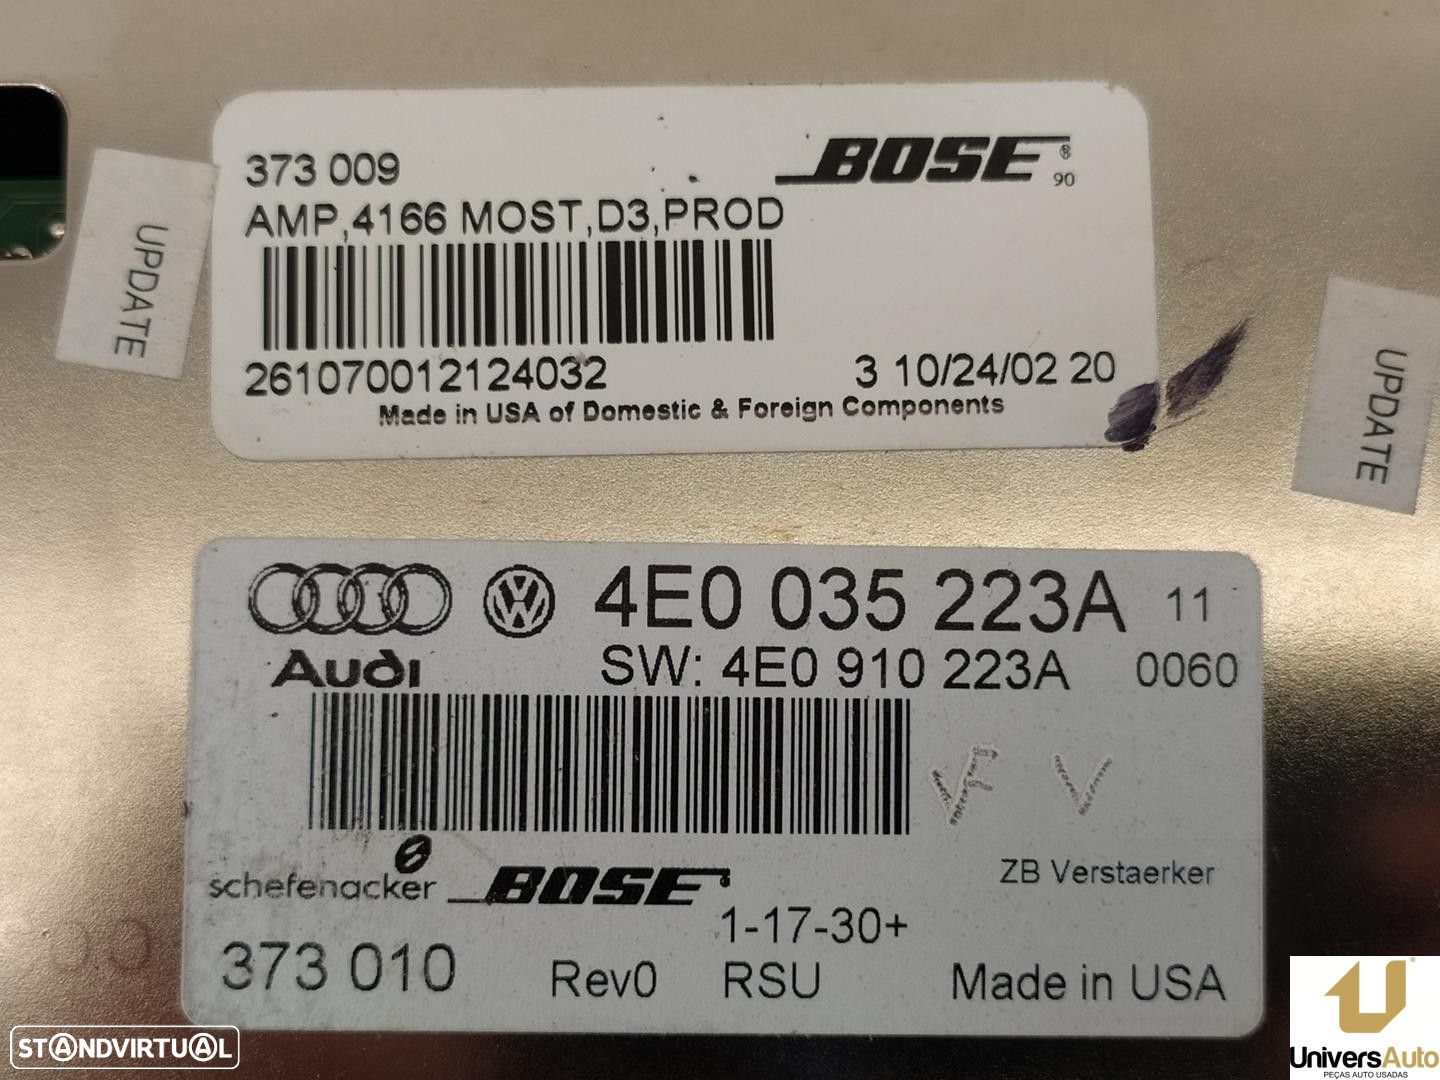 373 009
BOSE®
90
AMP,4166 MOST,D3,PROD
261070012124032
3 10/24/02 20
Made in USA of Domestic & Foreign Components
UPDATE
UPDATE
4E0 035 223A 11
Audi
SW: 4E0 910 223A 0060
VF V
schefenacker
BOSE
ZB Verstaerker
1-17-30+
373 010
Rev0
RSU
Made in USA
STANDVIRTUAL
UniversAuto
PEÇAS AUTO USADAS